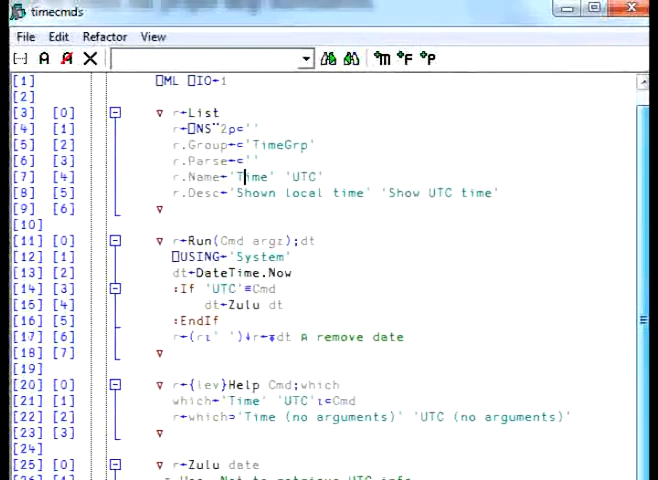 timecmds
File Edit Refactor View
[1] ⎕ML ⎕IO←1
[2]
[3] [0] ∇ r←List
[4] [1] r←⎕NS¨2⍴⊂''
[5] [2] r.Group←⊂'TimeGrp'
[6] [3] r.Parse←⊂''
[7] [4] r.Name←'Time' 'UTC'
[8] [5] r.Desc←'Shown local time' 'Show UTC time'
[9] [6] ∇
[10]
[11] [0] ∇ r←Run(Cmd argz);dt
[12] [1] ⎕USING←'System'
[13] [2] dt←DateTime.Now
[14] [3] :If 'UTC'≡Cmd
[15] [4] dt←Zulu dt
[16] [5] :EndIf
[17] [6] r←(r⍳' ')↓r←⍕dt ⍝ remove date
[18] [7] ∇
[19]
[20] [0] ∇ r←{lev}Help Cmd;which
[21] [1] which←'Time' 'UTC'⍳⊂Cmd
[22] [2] r←which⊃'Time (no arguments)' 'UTC (no arguments)'
[23] [3] ∇
[24]
[25] [0] ∇ r←Zulu date